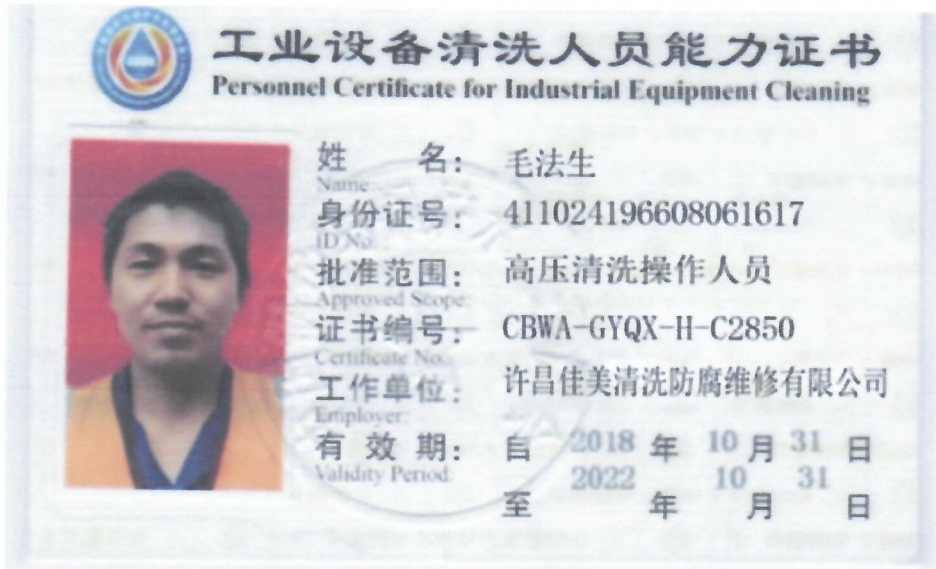 工业设备清洗人员能力证书
Personnel Certificate for Industrial Equipment Cleaning
姓 名： 毛法生
Name
身份证号： 411024196608061617
ID No.:
批准范围： 高压清洗操作人员
Approved Scope:
证书编号： CBWA-GYQX-H-C2850
Certificate No.:
工作单位： 许昌佳美清洗防腐维修有限公司
Employer:
有 效 期： 自 2018 年 10 月 31 日
Validity Period:
至 2022 年 10 月 31 日